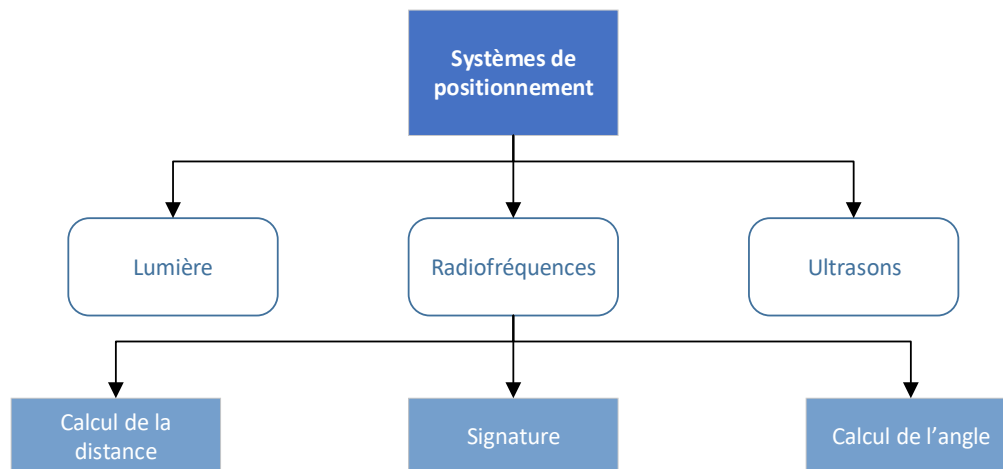 Systèmes de
positionnement
Lumière
Radiofréquences
Ultrasons
Calcul de la
distance
Signature
Calcul de l’angle